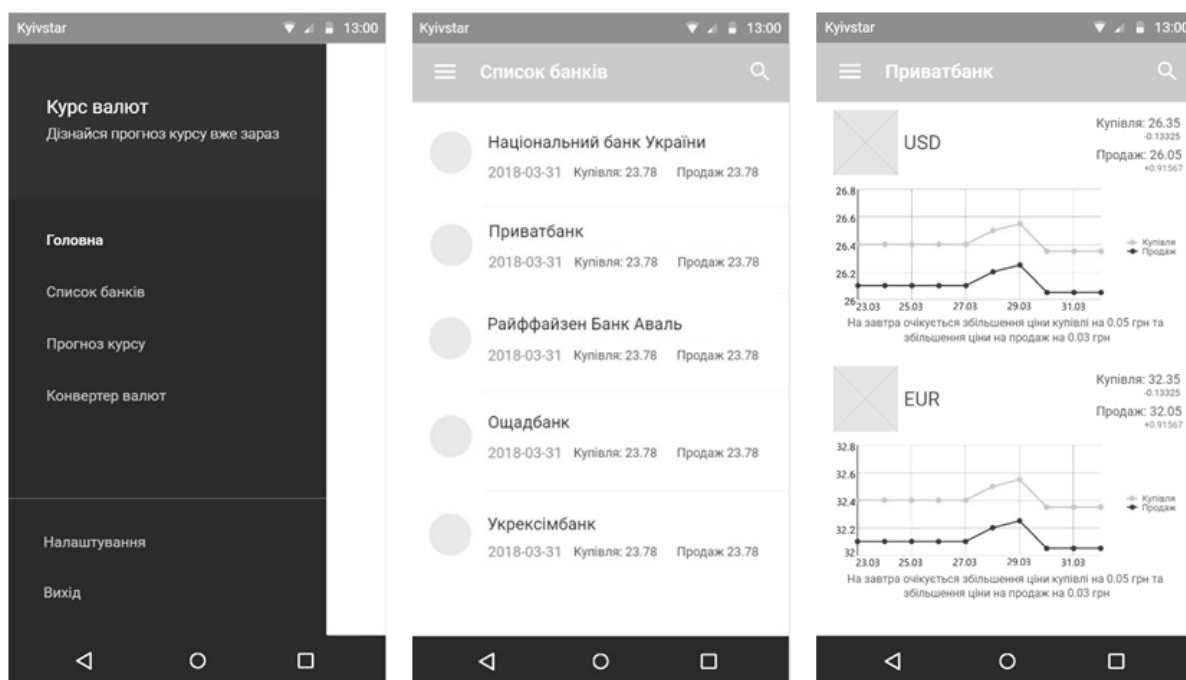 Kyivstar 13:00
Курс валют
Дізнайся прогноз курсу вже зараз
Головна
Список банків
Прогноз курсу
Конвертер валют
Налаштування
Вихід
Kyivstar 13:00
Список банків
Національний банк України
2018-03-31 Купівля: 23.78 Продаж 23.78
Приватбанк
2018-03-31 Купівля: 23.78 Продаж 23.78
Райффайзен Банк Аваль
2018-03-31 Купівля: 23.78 Продаж 23.78
Ощадбанк
2018-03-31 Купівля: 23.78 Продаж 23.78
Укрексімбанк
2018-03-31 Купівля: 23.78 Продаж 23.78
Kyivstar 13:00
Приватбанк
USD
Купівля: 26.35
-0.13325
Продаж: 26.05
+0.91567
26.8
26.6
26.4
26.2
26
23.03 25.03 27.03 29.03 31.03
Купівля
Продаж
На завтра очікується збільшення ціни купівлі на 0.05 грн та
збільшення ціни на продаж на 0.03 грн
EUR
Купівля: 32.35
-0.13325
Продаж: 32.05
+0.91567
32.8
32.6
32.4
32.2
32
23.03 25.03 27.03 29.03 31.03
Купівля
Продаж
На завтра очікується збільшення ціни купівлі на 0.05 грн та
збільшення ціни на продаж на 0.03 грн